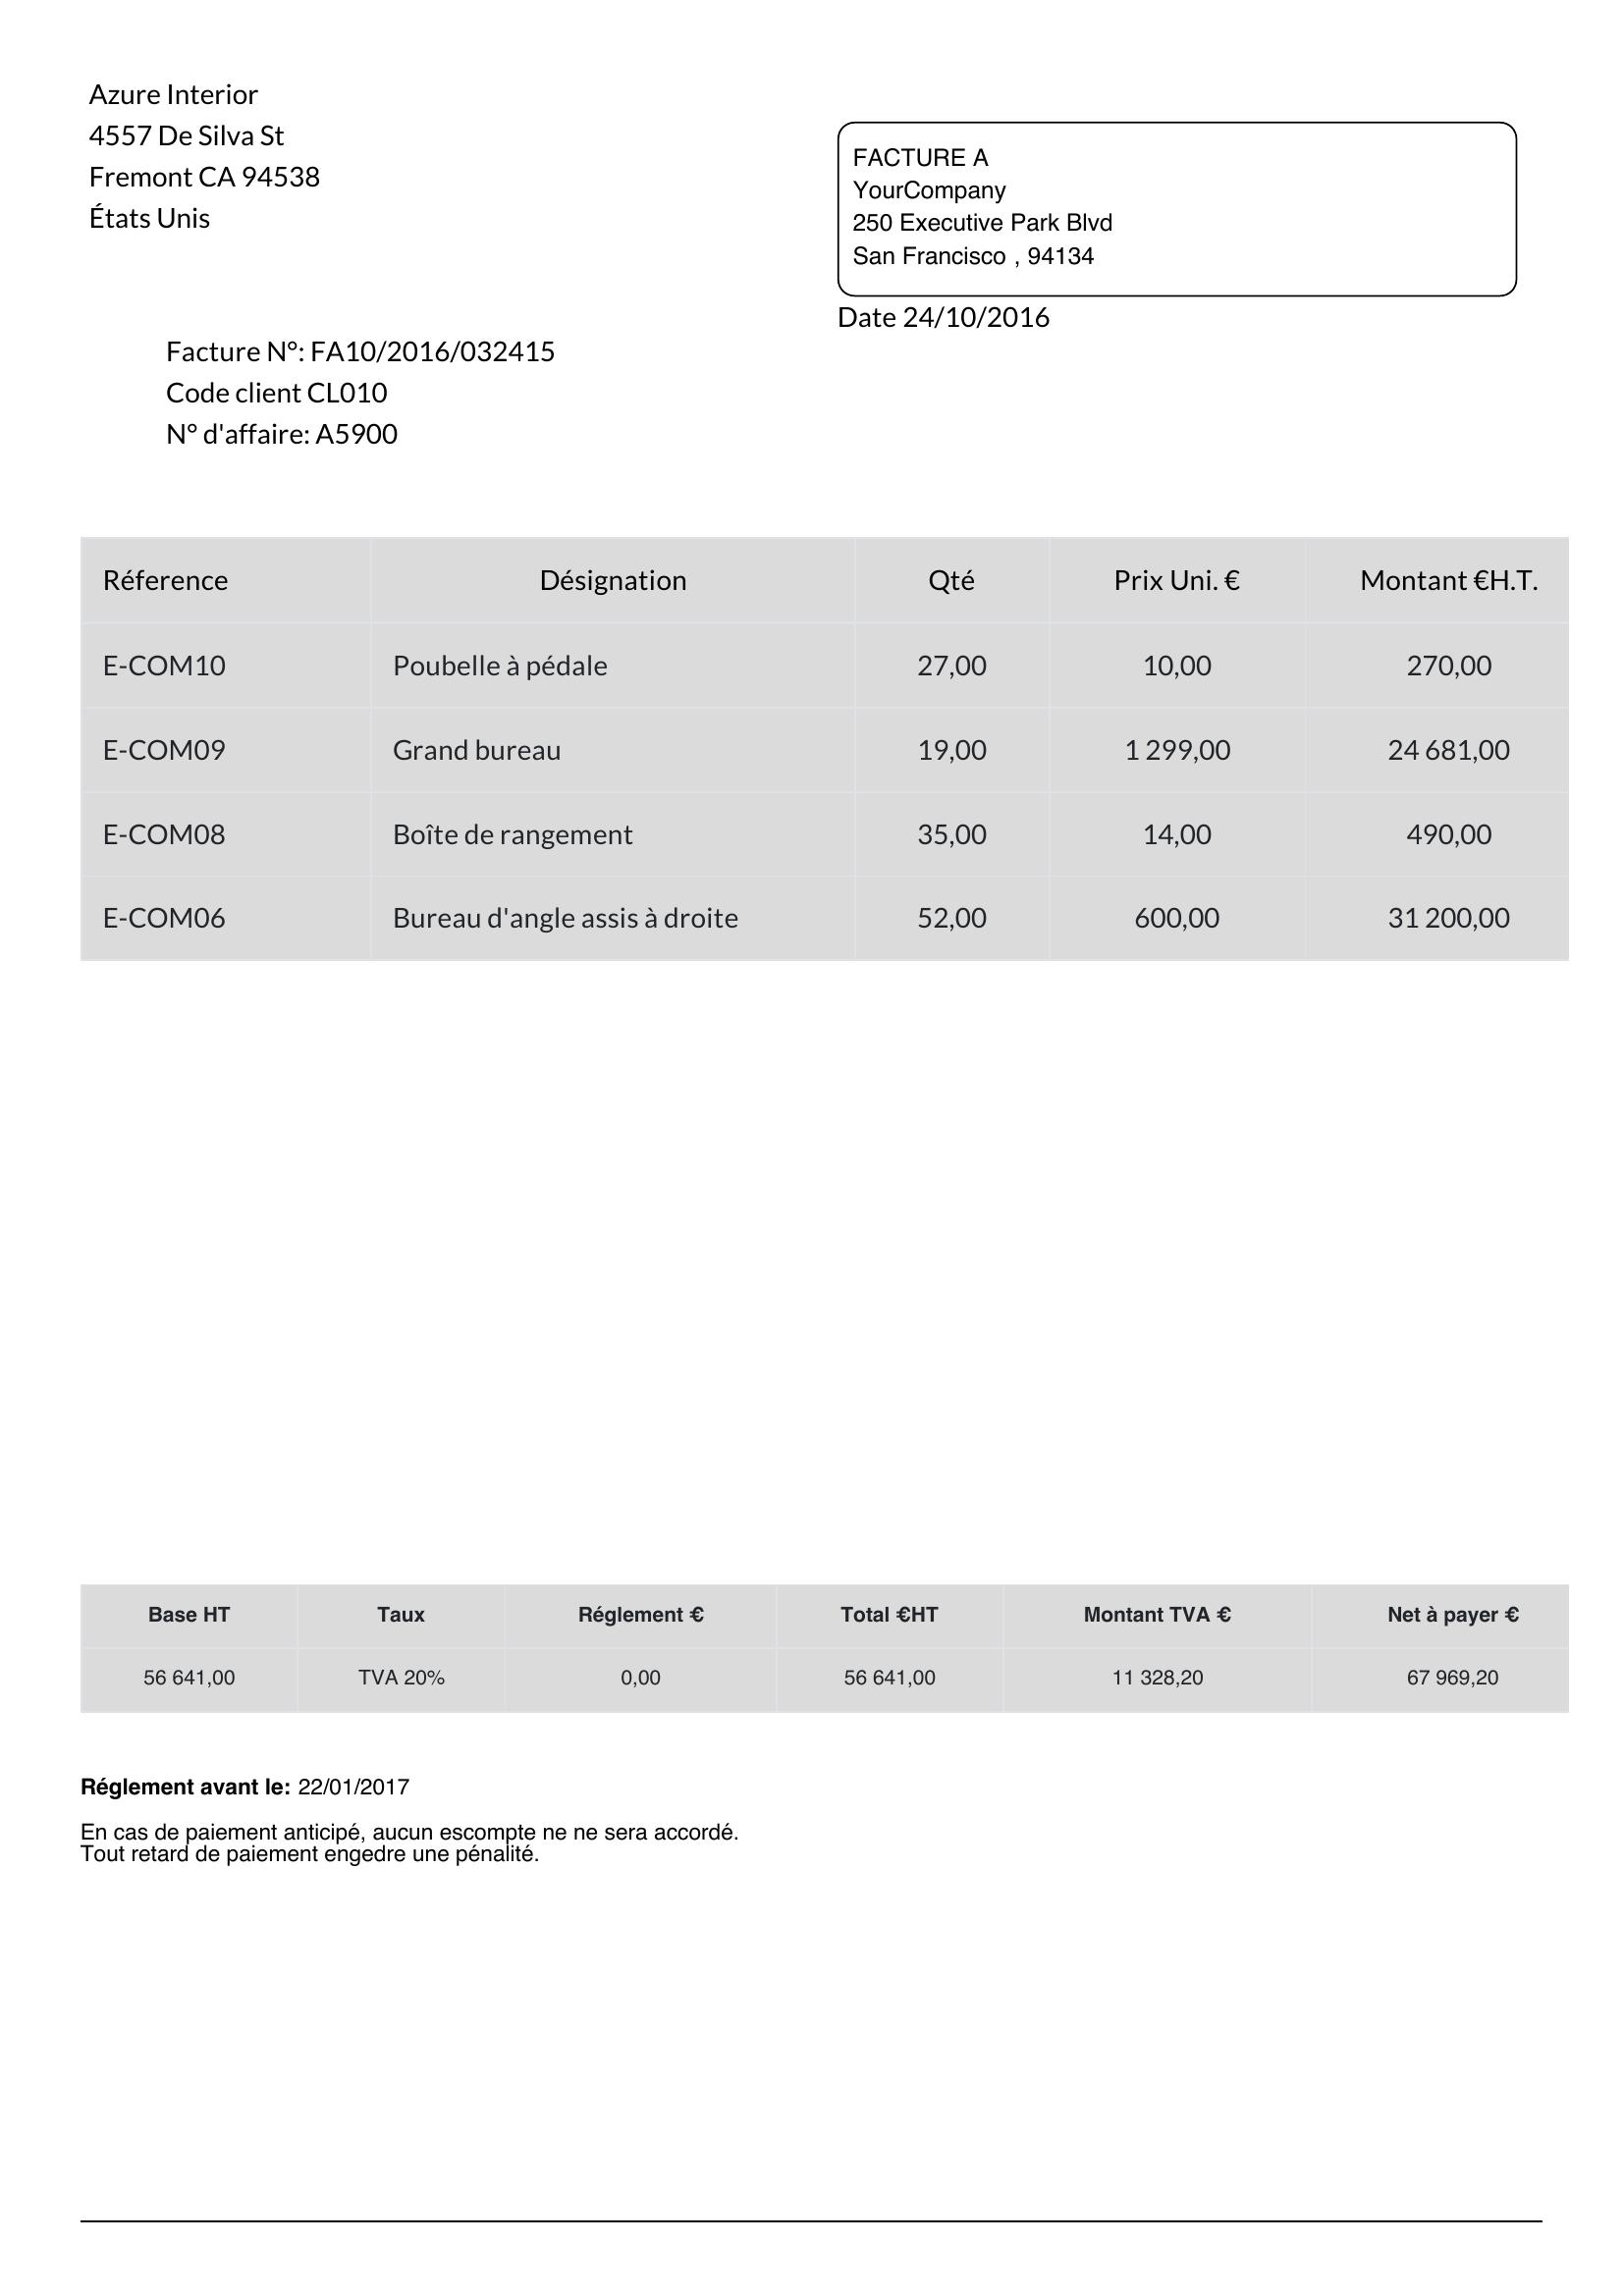 Azure Interior
4557 De Silva St
Fremont CA 94538
États Unis
FACTURE A
YourCompany
250 Executive Park Blvd
San Francisco , 94134
Date 24/10/2016
Facture N°: FA10/2016/032415
Code client CL010
N° d'affaire: A5900
Réference Désignation Qté Prix Uni. € Montant €H.T.
E-COM10 Poubelle à pédale 27,00 10,00 270,00
E-COM09 Grand bureau 19,00 1 299,00 24 681,00
E-COM08 Boîte de rangement 35,00 14,00 490,00
E-COM06 Bureau d'angle assis à droite 52,00 600,00 31 200,00
Base HT Taux Réglement € Total €HT Montant TVA € Net à payer €
56 641,00 TVA 20% 0,00 56 641,00 11 328,20 67 969,20
Réglement avant le: 22/01/2017
En cas de paiement anticipé, aucun escompte ne ne sera accordé.
Tout retard de paiement engedre une pénalité.